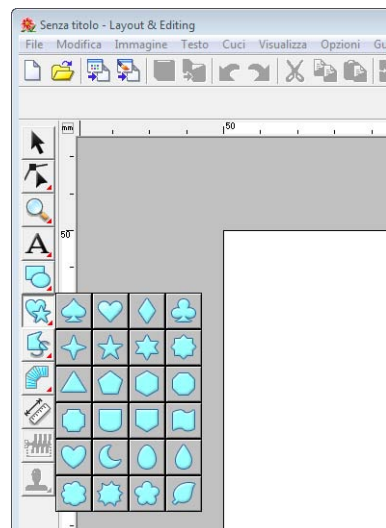 Senza titolo - Layout & Editing
File Modifica Immagine Testo Cuci Visualizza Opzioni
mm
50
50
A